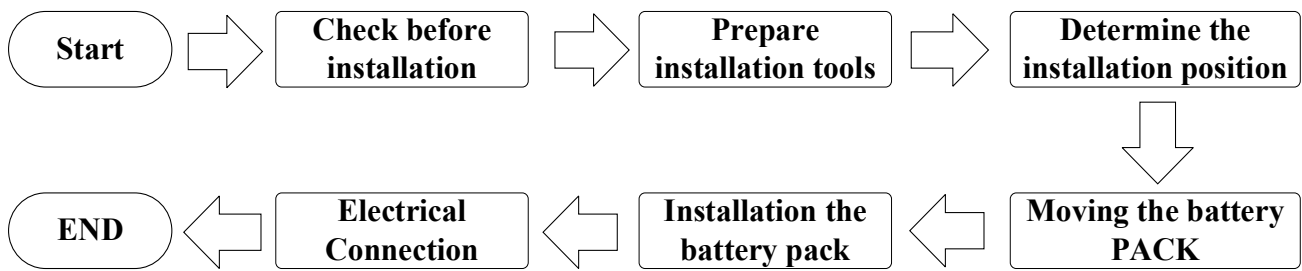 Start
Check before
installation
Prepare
installation tools
Determine the
installation position
Moving the battery
PACK
Installation the
battery pack
Electrical
Connection
END